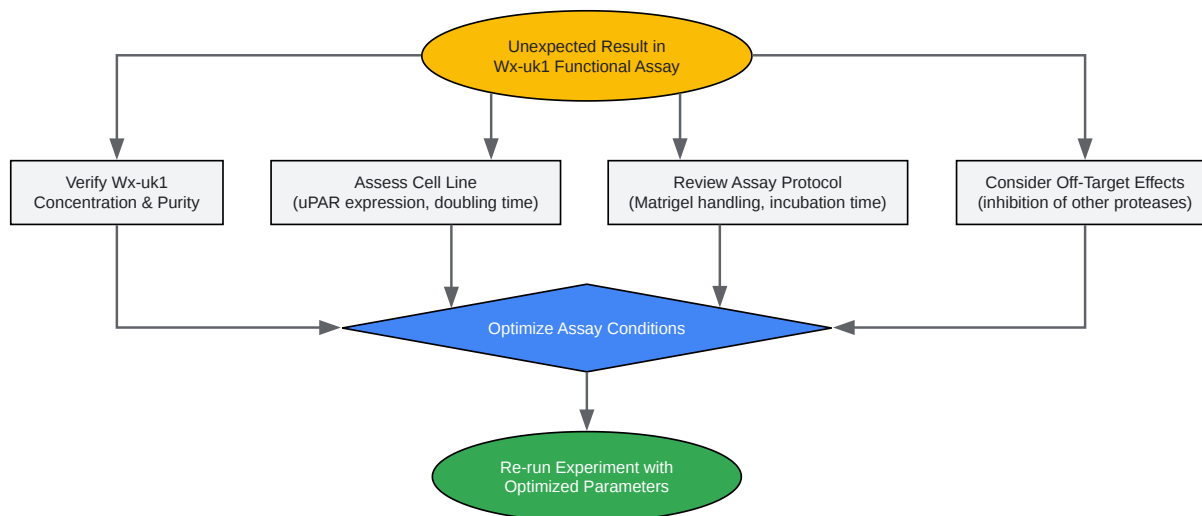 Unexpected Result in
Wx-uk1 Functional Assay
Verify Wx-uk1
Concentration & Purity
Assess Cell Line
(uPAR expression, doubling time)
Review Assay Protocol
(Matrigel handling, incubation time)
Consider Off-Target Effects
(inhibition of other proteases)
Optimize Assay Conditions
Re-run Experiment with
Optimized Parameters